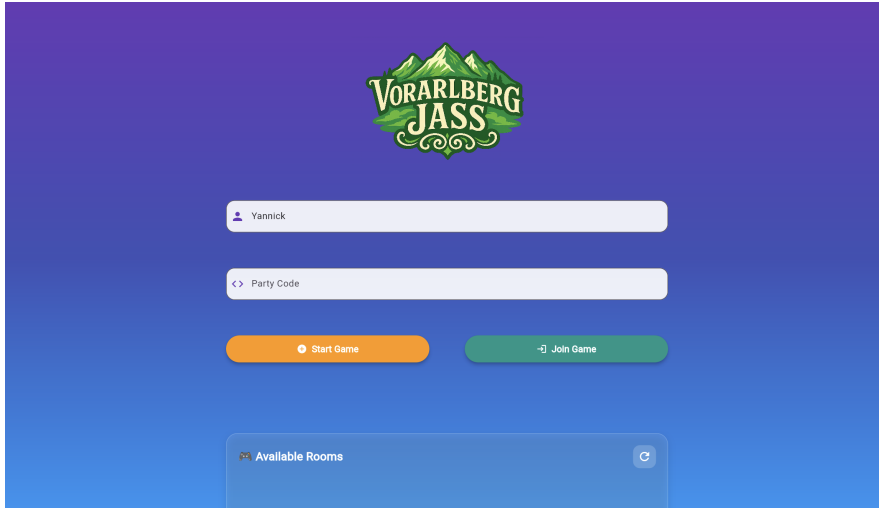 VORARLBERG
JASS
Yannick
Party Code
Start Game
Join Game
Available Rooms